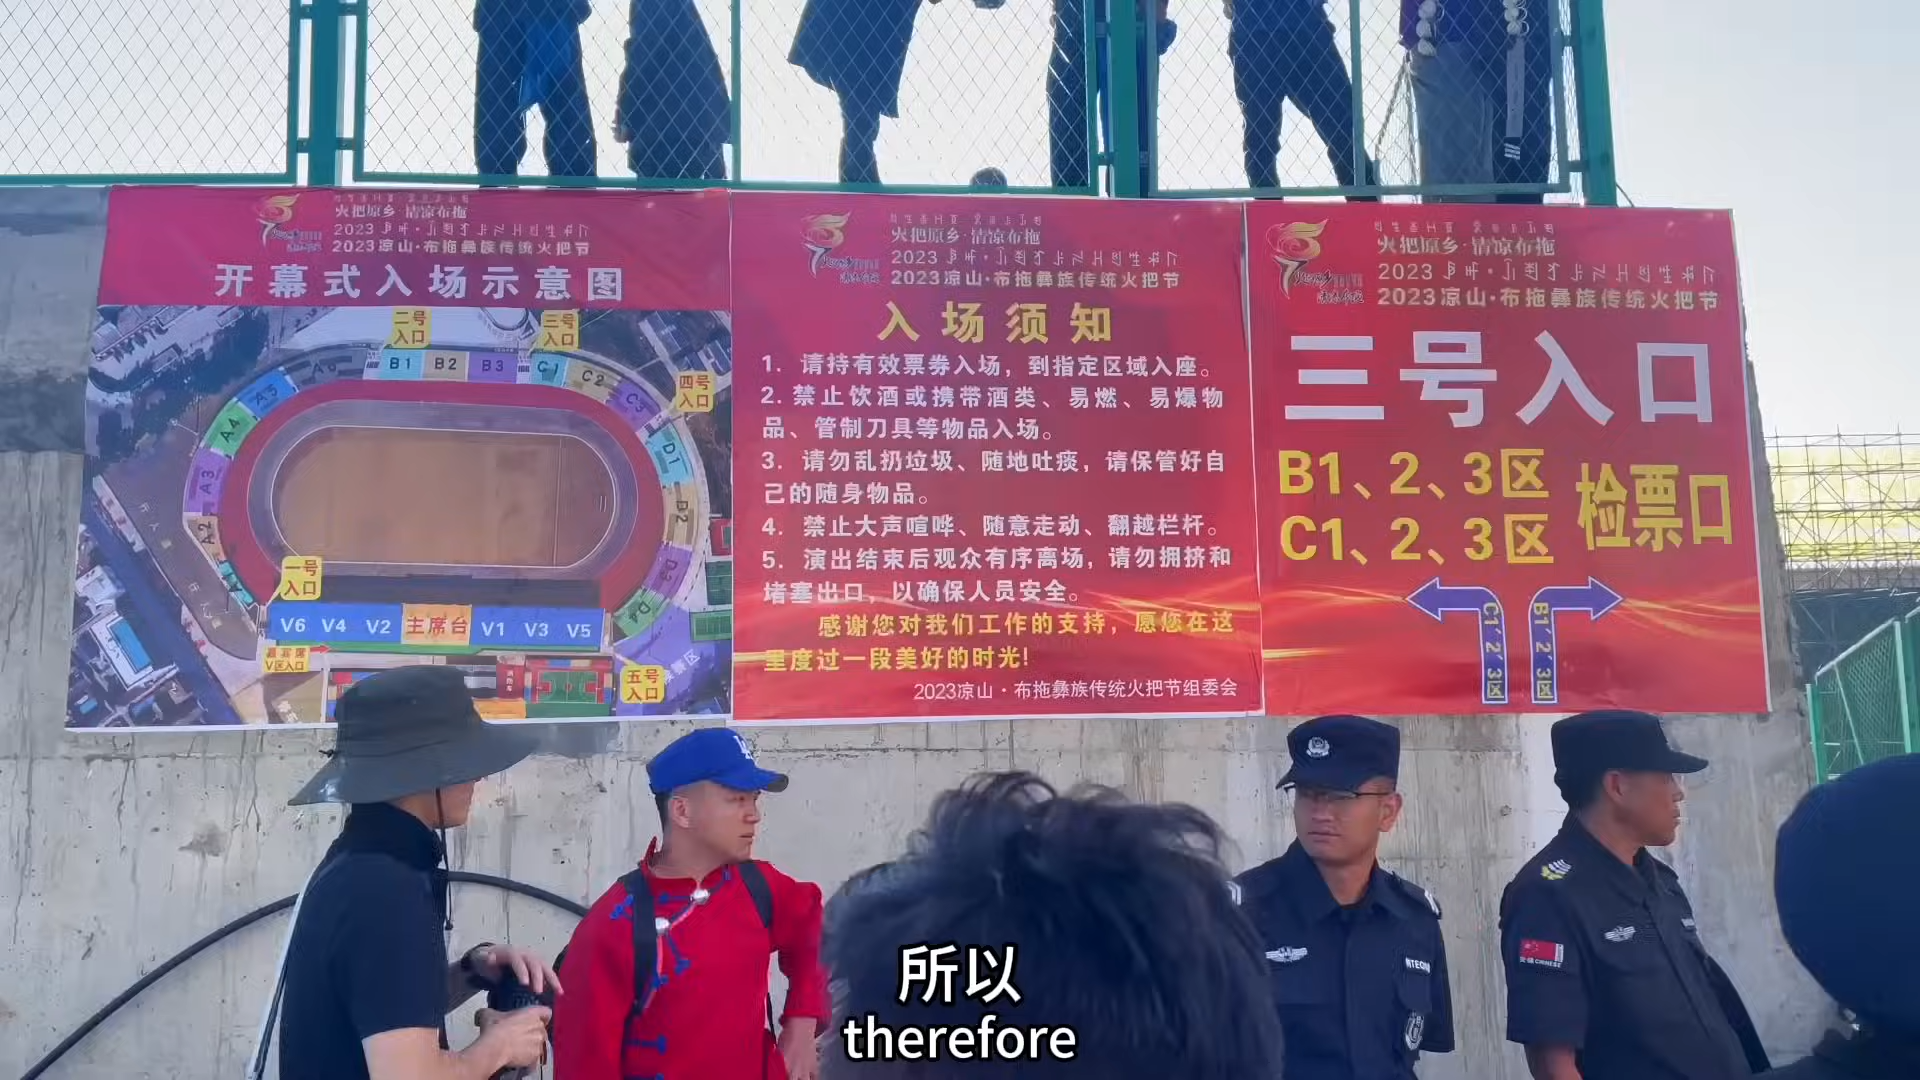 火把原乡·清凉布拖
2023凉山·布拖彝族传统火把节
开幕式入场示意图
二号
入口
三号
入口
四号
入口
B1
B2
B3
C1
C2
C3
A5
A4
A3
A2
D1
D2
D3
D4
一号
入口
V6
V4
V2
主席台
V1
V3
V5
嘉宾席
V区入口
五号
入口
火把原乡·清凉布拖
2023凉山·布拖彝族传统火把节
入场须知
1. 请持有效票券入场，到指定区域入座。
2. 禁止饮酒或携带酒类、易燃、易爆物
品、管制刀具等物品入场。
3. 请勿乱扔垃圾、随地吐痰，请保管好自
己的随身物品。
4. 禁止大声喧哗、随意走动、翻越栏杆。
5. 演出结束后观众有序离场，请勿拥挤和
堵塞出口，以确保人员安全。
感谢您对我们工作的支持，愿您在这
里度过一段美好的时光！
2023凉山·布拖彝族传统火把节组委会
火把原乡·清凉布拖
2023凉山·布拖彝族传统火把节
三号入口
B1、2、3区
C1、2、3区
检票口
C1、2、3区
B1、2、3区
所以
therefore